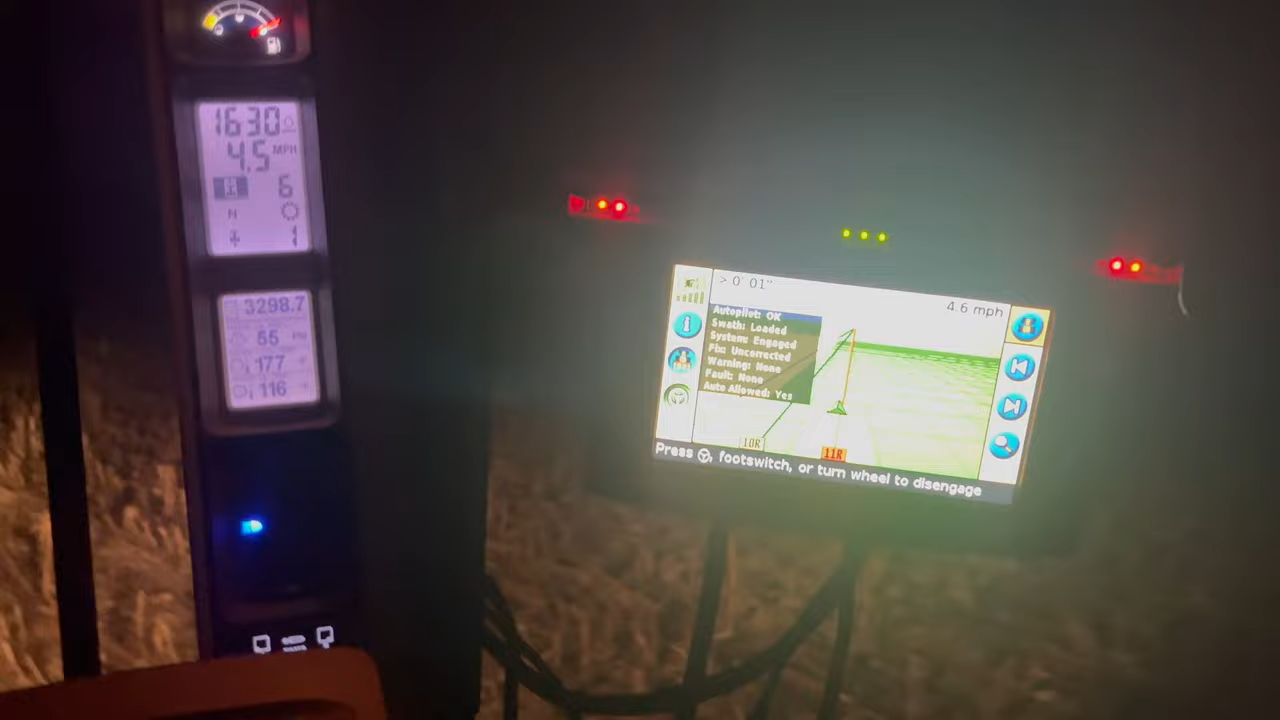 1630
4.5 MPH
6
N
1
3298.7
55
177
116
> 0' 01"
4.6 mph
Autopilot: OK
Swath: Loaded
System: Engaged
Fix: Uncorrected
Warning: None
Fault: None
Auto Allowed: Yes
10R
11R
Press , footswitch, or turn wheel to disengage